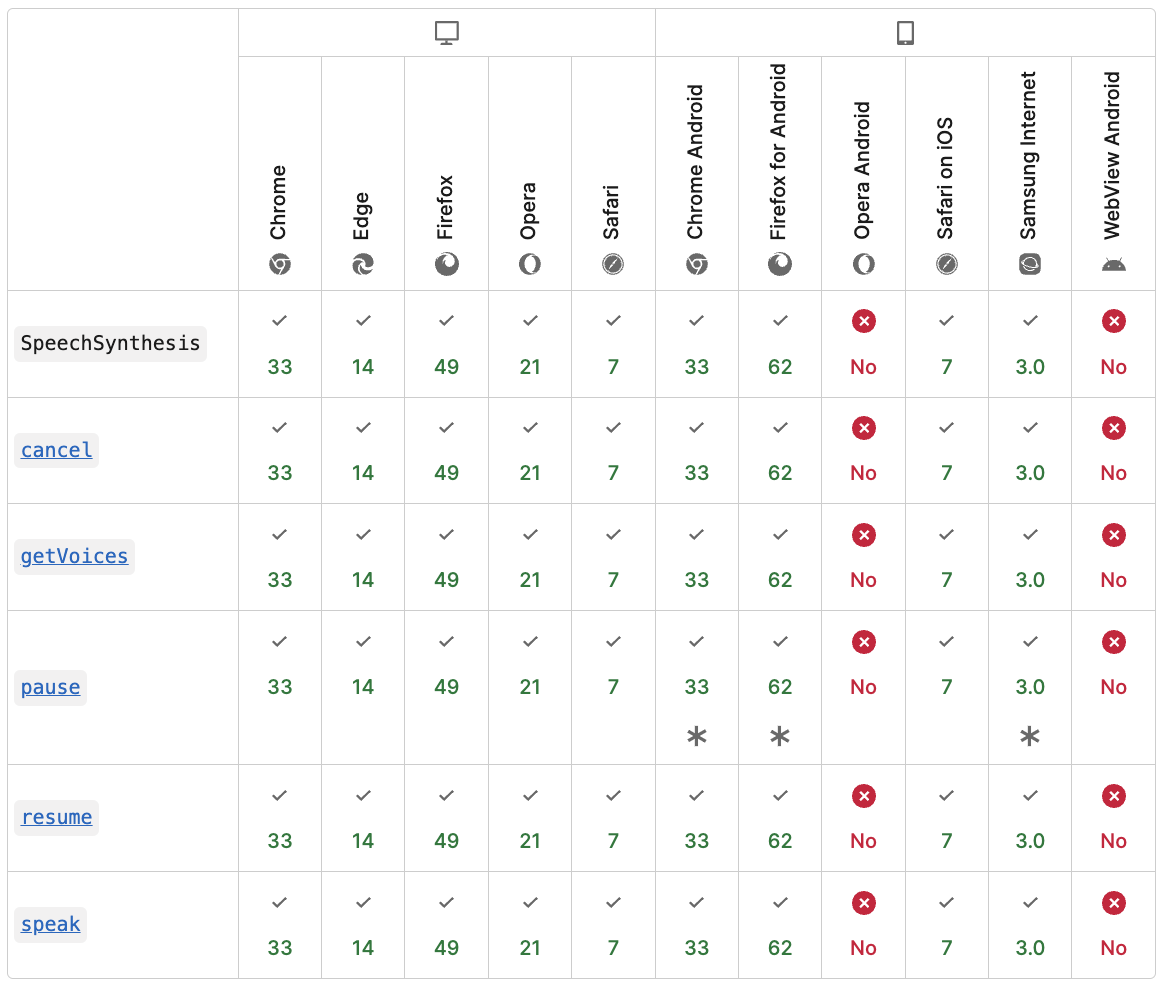 Chrome
Edge
Firefox
Opera
Safari
Chrome Android
Firefox for Android
Opera Android
Safari on iOS
Samsung Internet
WebView Android
SpeechSynthesis
33 14 49 21 7 33 62 No 7 3.0 No
cancel
33 14 49 21 7 33 62 No 7 3.0 No
getVoices
33 14 49 21 7 33 62 No 7 3.0 No
pause
33 14 49 21 7 33 62 No 7 3.0 No
* * *
resume
33 14 49 21 7 33 62 No 7 3.0 No
speak
33 14 49 21 7 33 62 No 7 3.0 No